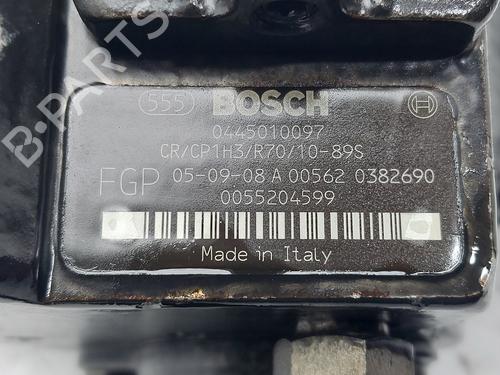 555 BOSCH
0445010097
CR/CP1H3/R70/10-89S
FGP 05-09-08 A 00562 0382690
0055204599
Made in Italy
B-PARTS